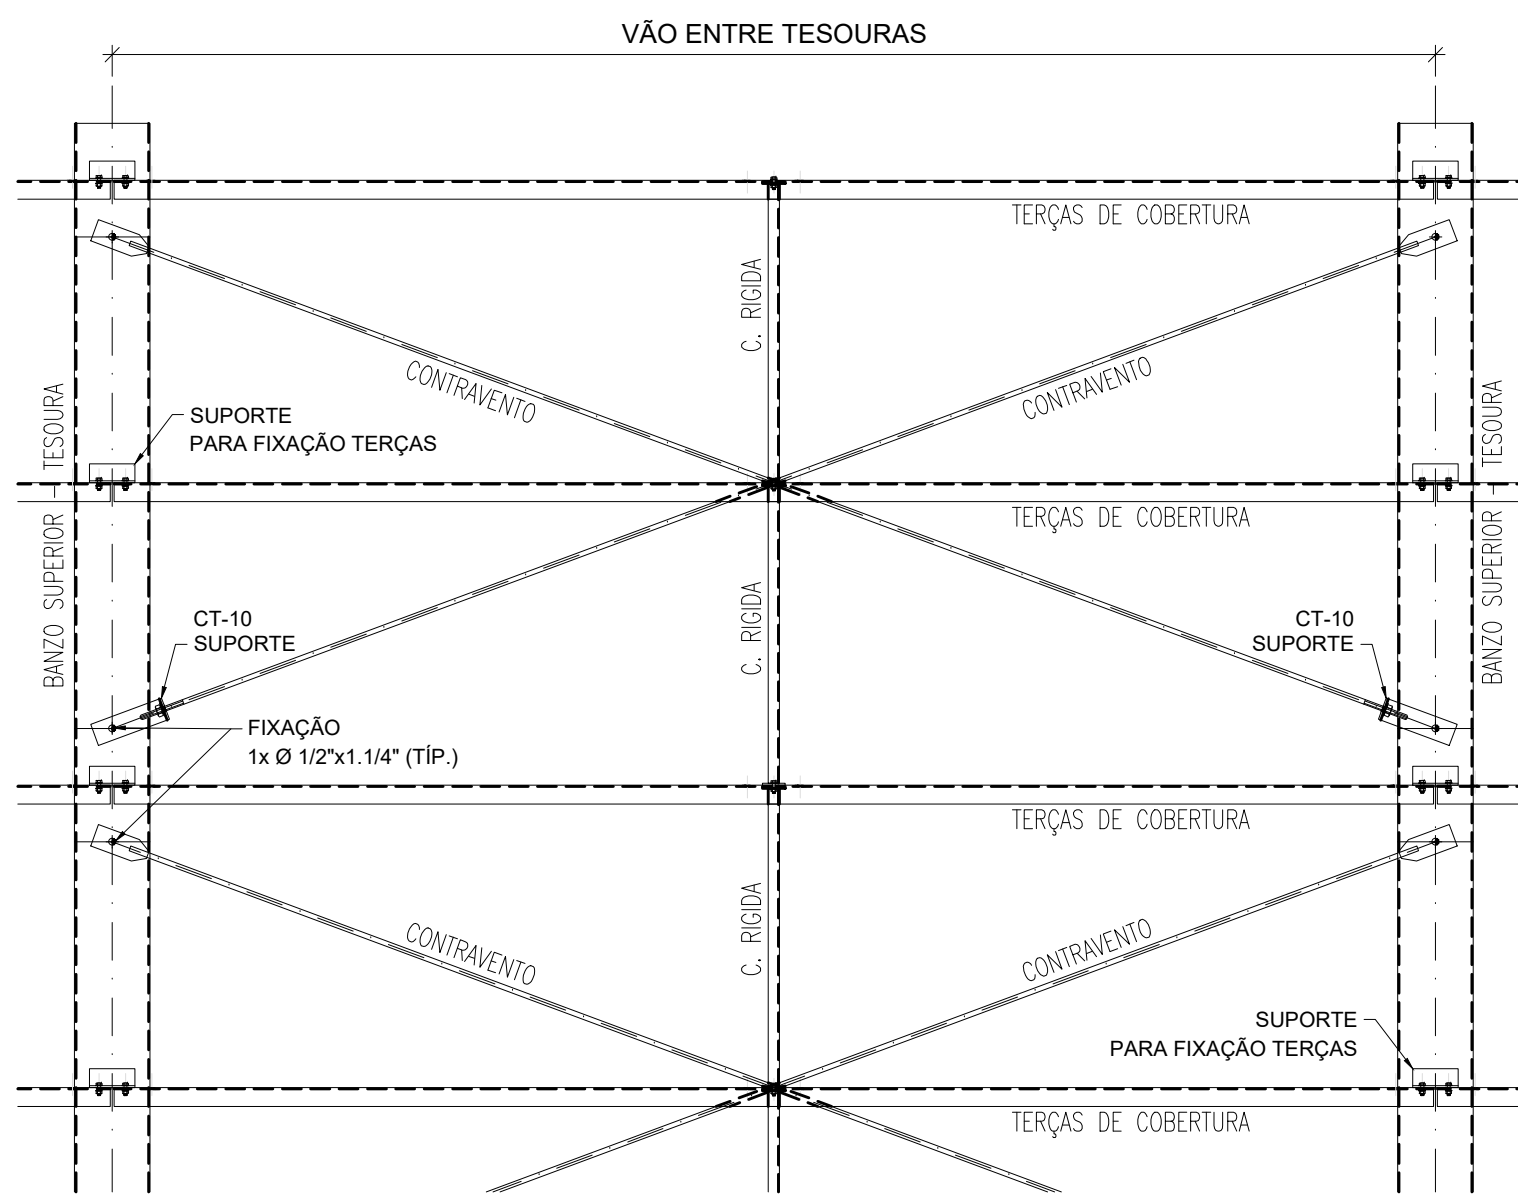 VÃO ENTRE TESOURAS
TERÇAS DE COBERTURA
C. RIGIDA
CONTRAVENTO
CONTRAVENTO
BANZO SUPERIOR - TESOURA
SUPORTE
PARA FIXAÇÃO TERÇAS
BANZO SUPERIOR - TESOURA
TERÇAS DE COBERTURA
C. RIGIDA
CT-10
SUPORTE
CT-10
SUPORTE
FIXAÇÃO
1x Ø 1/2"x1.1/4" (TÍP.)
TERÇAS DE COBERTURA
C. RIGIDA
CONTRAVENTO
CONTRAVENTO
SUPORTE
PARA FIXAÇÃO TERÇAS
TERÇAS DE COBERTURA